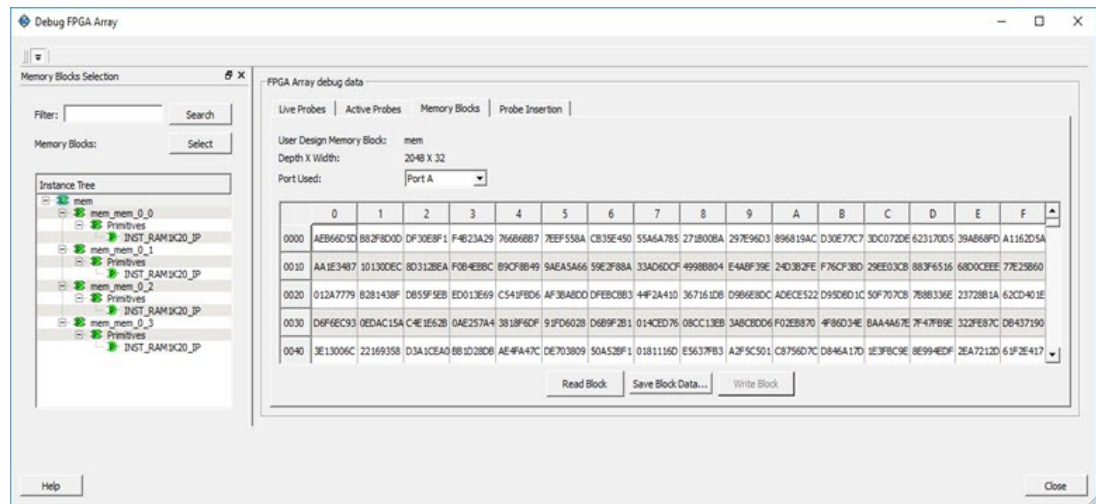 Debug FPGA Array
Memory Blocks Selection
Filter:
Search
Memory Blocks:
Select
Instance Tree
mem
mem_mem_0_0
Primitives
INST_RAM1K20_IP
mem_mem_0_1
Primitives
INST_RAM1K20_IP
mem_mem_0_2
Primitives
INST_RAM1K20_IP
mem_mem_0_3
Primitives
INST_RAM1K20_IP
FPGA Array debug data
Live Probes Active Probes Memory Blocks Probe Insertion
User Design Memory Block: mem
Depth X Width: 2048 X 32
Port Used: Port A
0 1 2 3 4 5 6 7 8 9 A B C D E F
0000 AEB66D5D B82F8D0D DF30E8F1 F4B23A29 766B6BB7 7EEF558A CB35E450 55A6A785 271B00BA 297E96D3 896819AC D30E77C7 3DC072DE 623170D5 39AB68FD A1162D5A
0010 AA1E3487 10130DEC 8D312BEA F0B4EBBC B9CF8B49 9AEA5A66 59E2F88A 33AD6DCF 4998B804 E4ABF39E 24D3B2FE F76CF3BD 29EE03CB 883F6516 68D0CEEE 77E25B60
0020 012A7779 B281438F DB55F5EB ED013E69 C541FBD6 AF3BA8DD DFEBCBB3 44F2A410 367161DB D9B6E8DC ADECE522 D95D8D1C 50F707CB 7B8B336E 23728B1A 62CD401E
0030 D6F6EC93 0EDAC15A C4E1E62B 0AE257A4 3818F6DF 91FD6028 D6B9F2B1 014CED76 08CC13EB 3ABCBDD6 F02EB870 4F86D34E BAA4A67E 7F47FB9E 322FE87C DB437190
0040 3E13006C 22169358 D3A1CEA0 BB1D28DB AE4FA47C DE703809 50A52BF1 0181116D E5637FB3 A2F5C501 C8756D7C D846A17D 1E3FBC9E 8E994EDF 2EA7212D 61F2E417
Read Block Save Block Data... Write Block
Help
Close